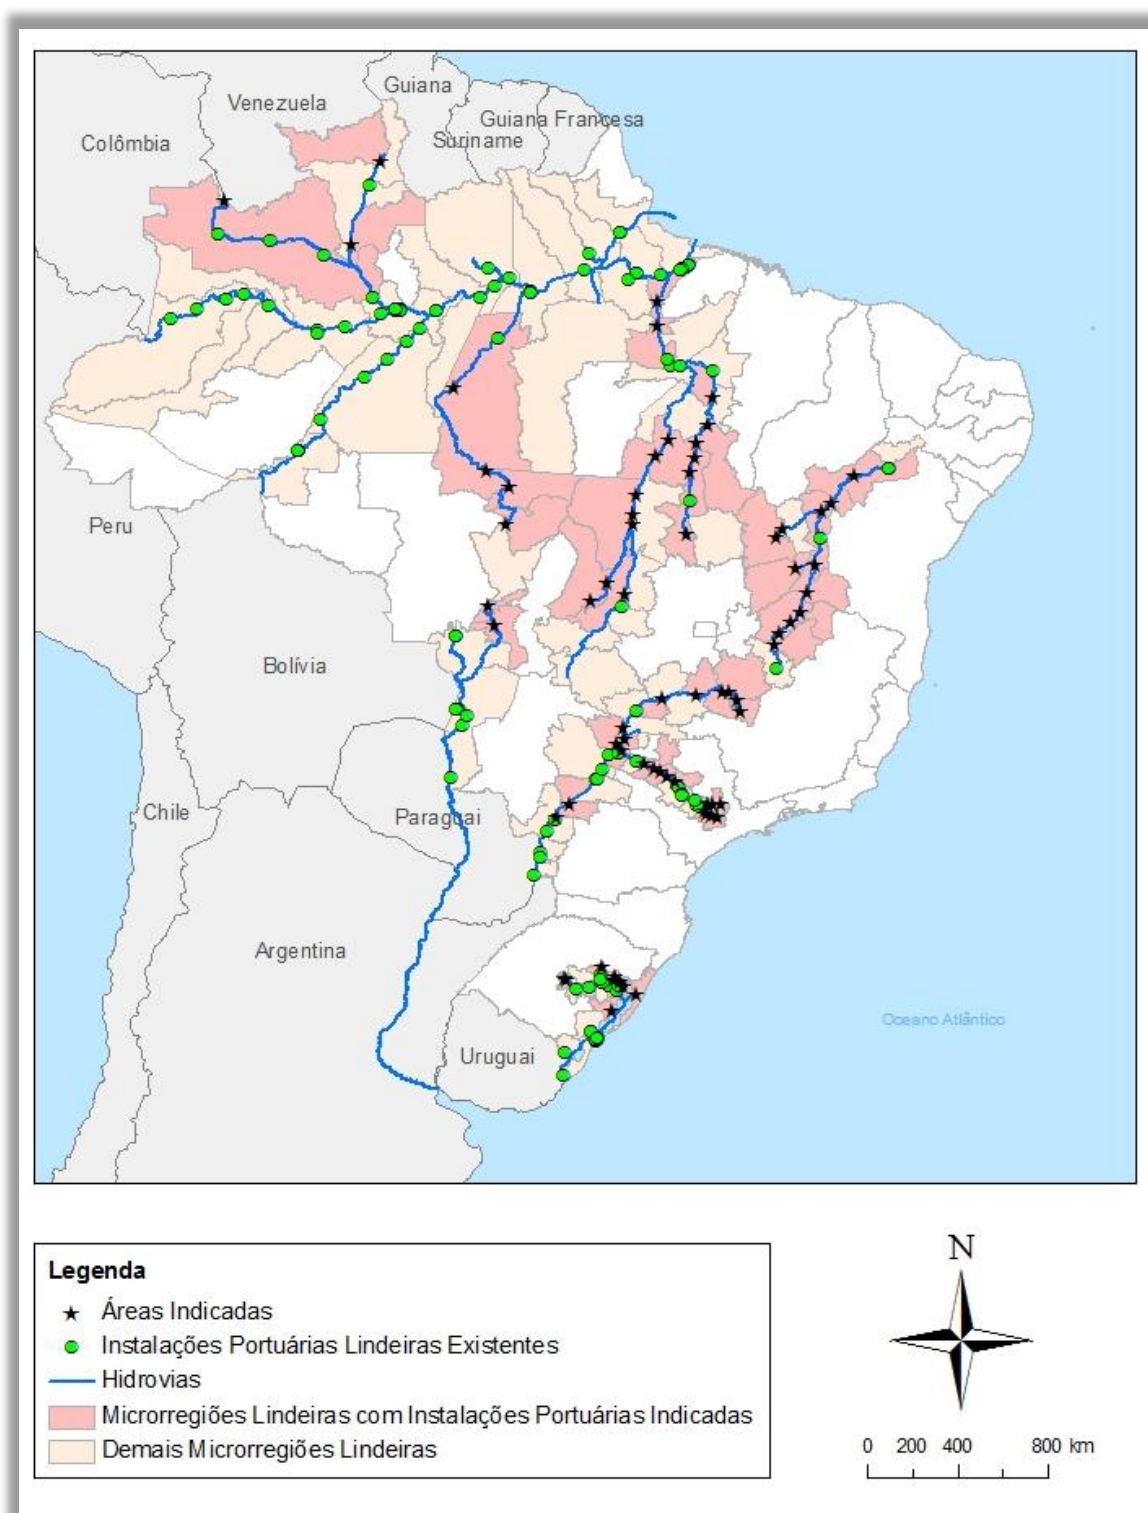 Guiana
Venezuela
Guiana Francesa
Colômbia
Suriname
Peru
Bolívia
Chile
Paraguai
Argentina
Oceano Atlântico
Uruguai
N
Legenda
Áreas Indicadas
Instalações Portuárias Lindeiras Existentes
Hidrovias
Microrregiões Lindeiras com Instalações Portuárias Indicadas
Demais Microrregiões Lindeiras
0 200 400 800 km